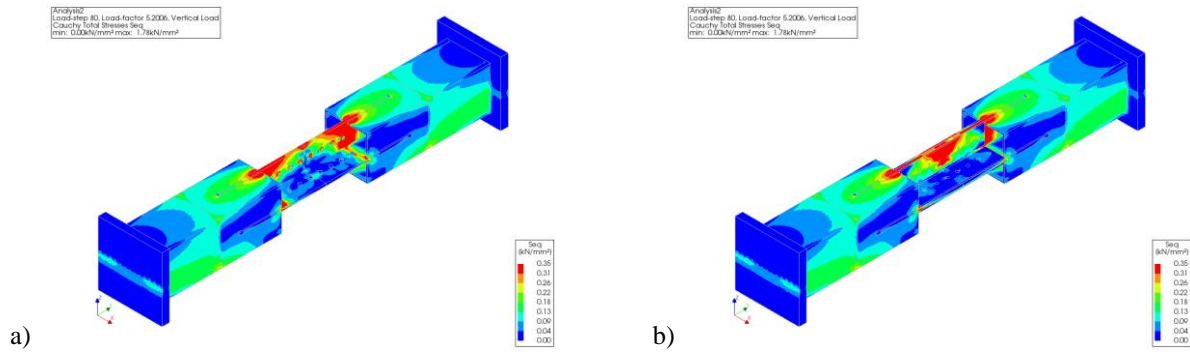 Analysis2
Load-step 80, Load-factor 5.2006, Vertical Load
Cauchy Total Stresses Seq
min: 0.00kN/mm² max: 1.78kN/mm²
Seq
(kN/mm²)
0.35
0.31
0.26
0.22
0.18
0.13
0.09
0.04
0.00
a)
Analysis2
Load-step 80, Load-factor 5.2006, Vertical Load
Cauchy Total Stresses Seq
min: 0.00kN/mm² max: 1.78kN/mm²
Seq
(kN/mm²)
0.35
0.31
0.26
0.22
0.18
0.13
0.09
0.04
0.00
b)